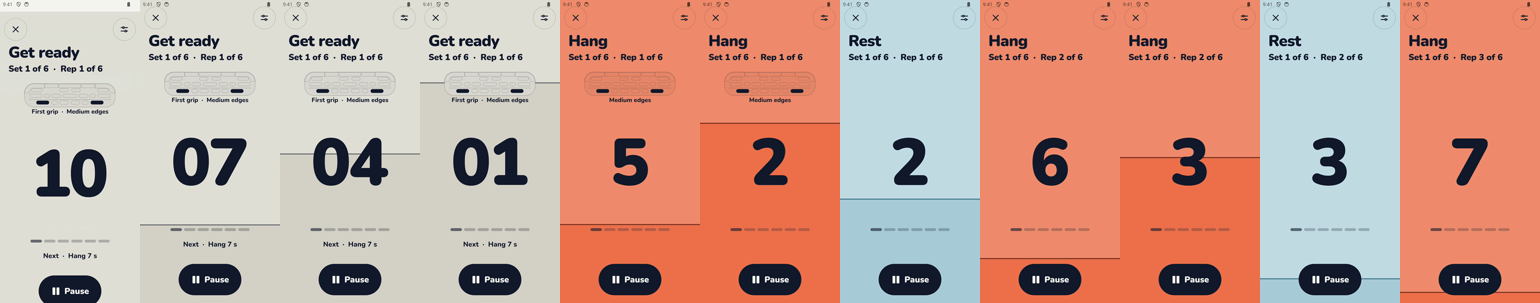 9:41
Get ready
Set 1 of 6 · Rep 1 of 6
First grip · Medium edges
10
Next · Hang 7 s
Pause
9:41
Get ready
Set 1 of 6 · Rep 1 of 6
First grip · Medium edges
07
Next · Hang 7 s
Pause
9:41
Get ready
Set 1 of 6 · Rep 1 of 6
First grip · Medium edges
04
Next · Hang 7 s
Pause
9:41
Get ready
Set 1 of 6 · Rep 1 of 6
First grip · Medium edges
01
Next · Hang 7 s
Pause
9:41
Hang
Set 1 of 6 · Rep 1 of 6
Medium edges
5
Pause
9:41
Hang
Set 1 of 6 · Rep 1 of 6
Medium edges
2
Pause
9:41
Rest
Set 1 of 6 · Rep 1 of 6
2
Pause
9:41
Hang
Set 1 of 6 · Rep 2 of 6
6
Pause
9:41
Hang
Set 1 of 6 · Rep 2 of 6
3
Pause
9:41
Rest
Set 1 of 6 · Rep 2 of 6
3
Pause
9:41
Hang
Set 1 of 6 · Rep 3 of 6
7
Pause